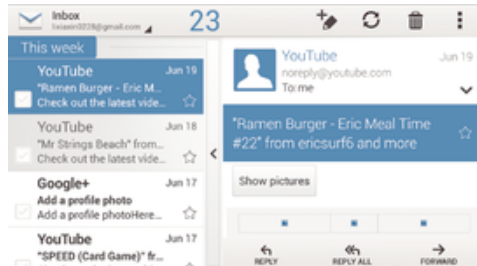 Inbox
23
This week
YouTube Jun 19
"Ramen Burger - Eric M...
Check out the latest vide...
YouTube Jun 18
"Mr Strings Beach" from...
Check out the latest vide...
Google+ Jun 17
Add a profile photo
Add a profile photoHere...
YouTube Jun 17
"SPEED (Card Game)" fr...
YouTube Jun 19
noreply@youtube.com
To: me
"Ramen Burger - Eric Meal Time
#22" from ericsurf6 and more
Show pictures
REPLY
REPLY ALL
FORWARD